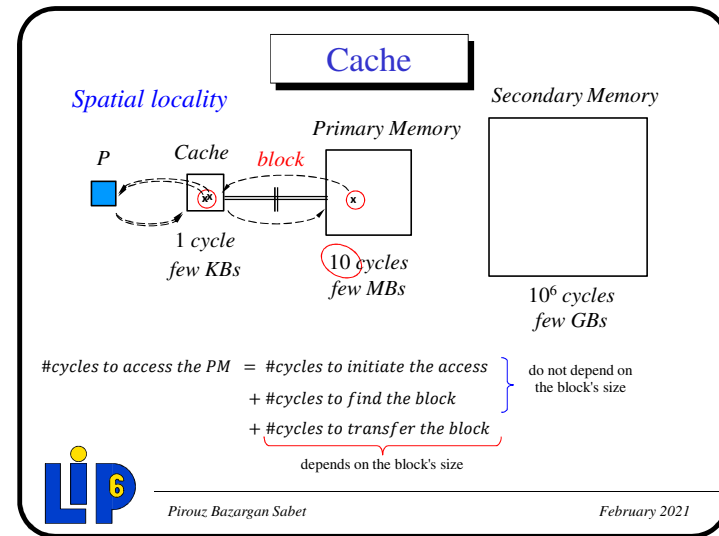 Cache
Spatial locality
Secondary Memory
Primary Memory
P
Cache
block
x x
x
1 cycle
few KBs
10 cycles
few MBs
10⁶ cycles
few GBs
#cycles to access the PM = #cycles to initiate the access
+ #cycles to find the block
+ #cycles to transfer the block
do not depend on
the block's size
depends on the block's size
LIP6
Pirouz Bazargan Sabet
February 2021